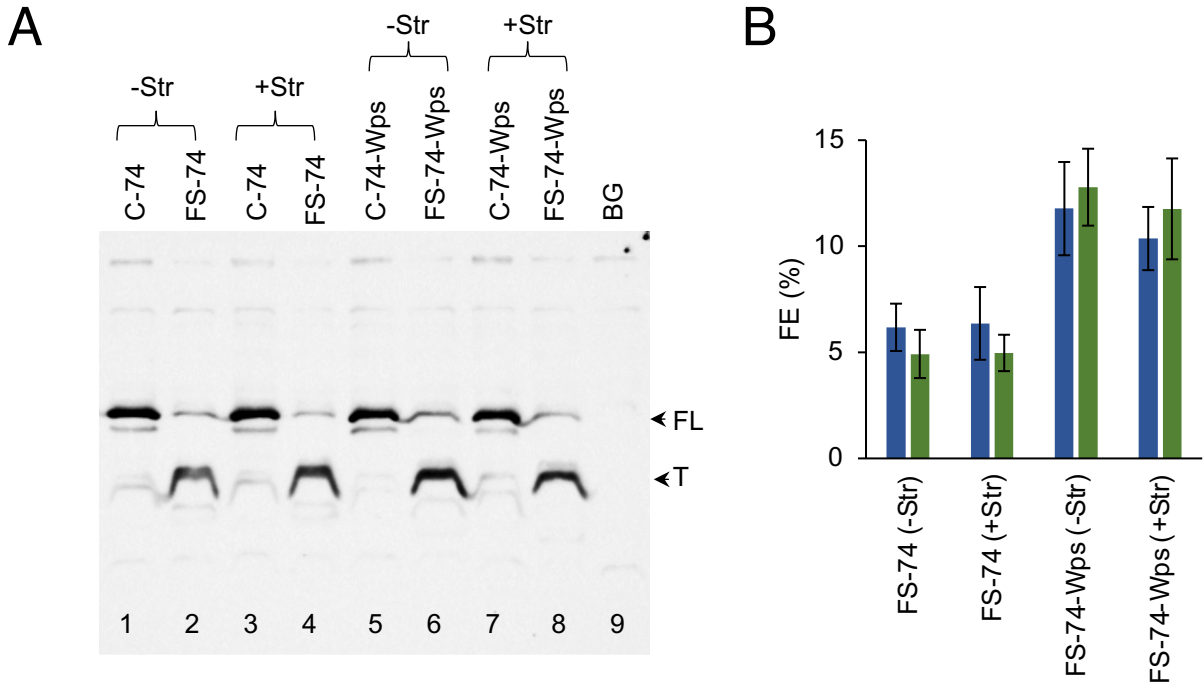 A
-Str
+Str
-Str
+Str
C-74
FS-74
C-74
FS-74
C-74-Wps
FS-74-Wps
C-74-Wps
FS-74-Wps
BG
FL
T
1 2 3 4 5 6 7 8 9
B
FE (%)
15
10
5
0
FS-74 (-Str)
FS-74 (+Str)
FS-74-Wps (-Str)
FS-74-Wps (+Str)